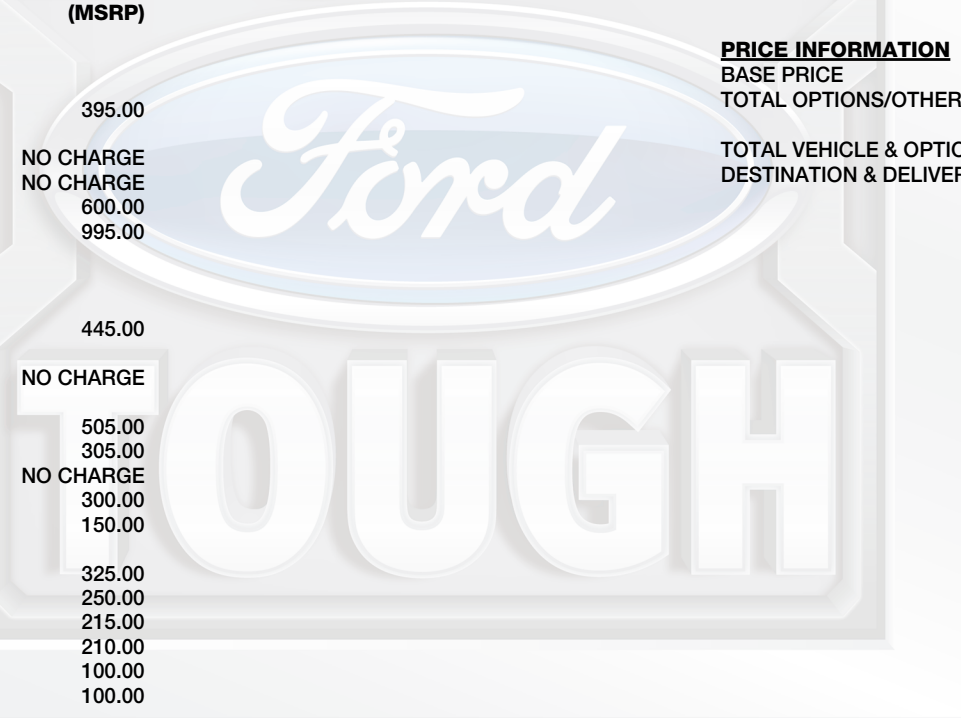 (MSRP)
395.00
NO CHARGE
NO CHARGE
600.00
995.00
445.00
NO CHARGE
505.00
305.00
NO CHARGE
300.00
150.00
325.00
250.00
215.00
210.00
100.00
100.00
PRICE INFORMATION
BASE PRICE
TOTAL OPTIONS/OTHER
TOTAL VEHICLE & OPTIO
DESTINATION & DELIVER
Ford
TOUGH